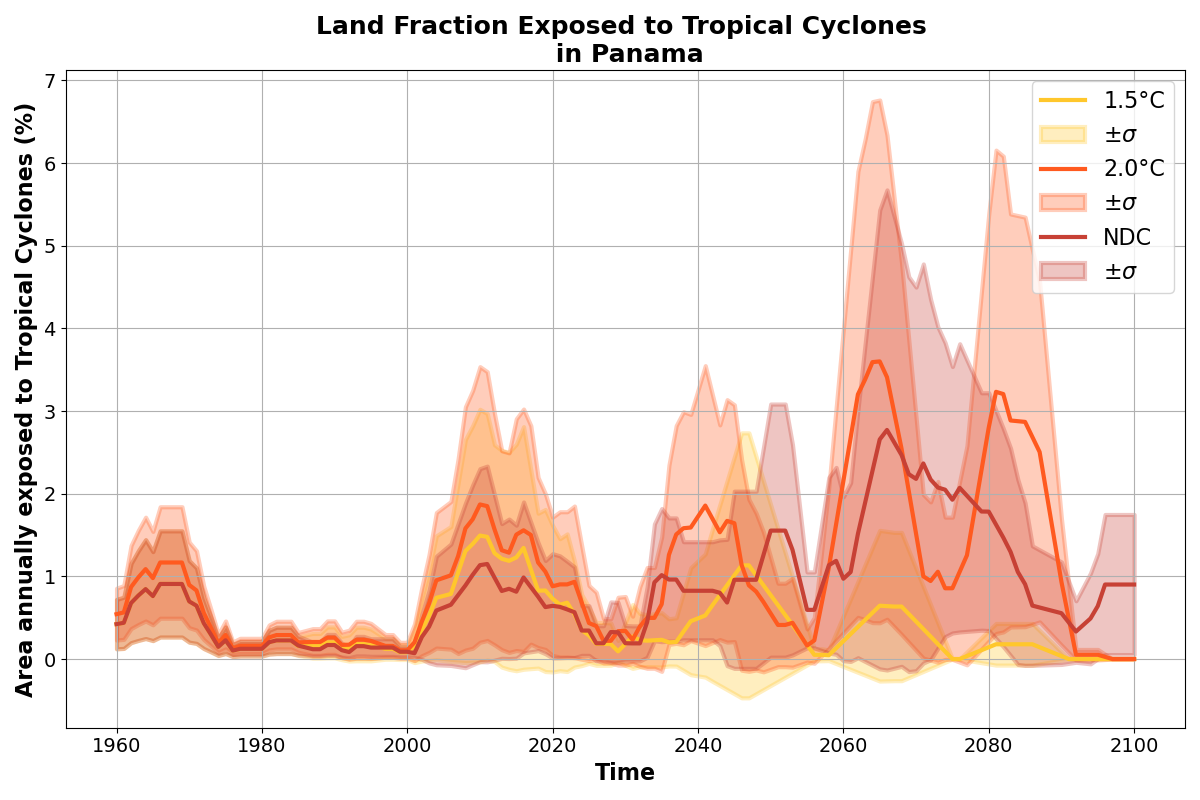 Land Fraction Exposed to Tropical Cyclones
in Panama
Area annually exposed to Tropical Cyclones (%)
7
6
5
4
3
2
1
0
1.5°C
±σ
2.0°C
±σ
NDC
±σ
1960
1980
2000
2020
2040
2060
2080
2100
Time